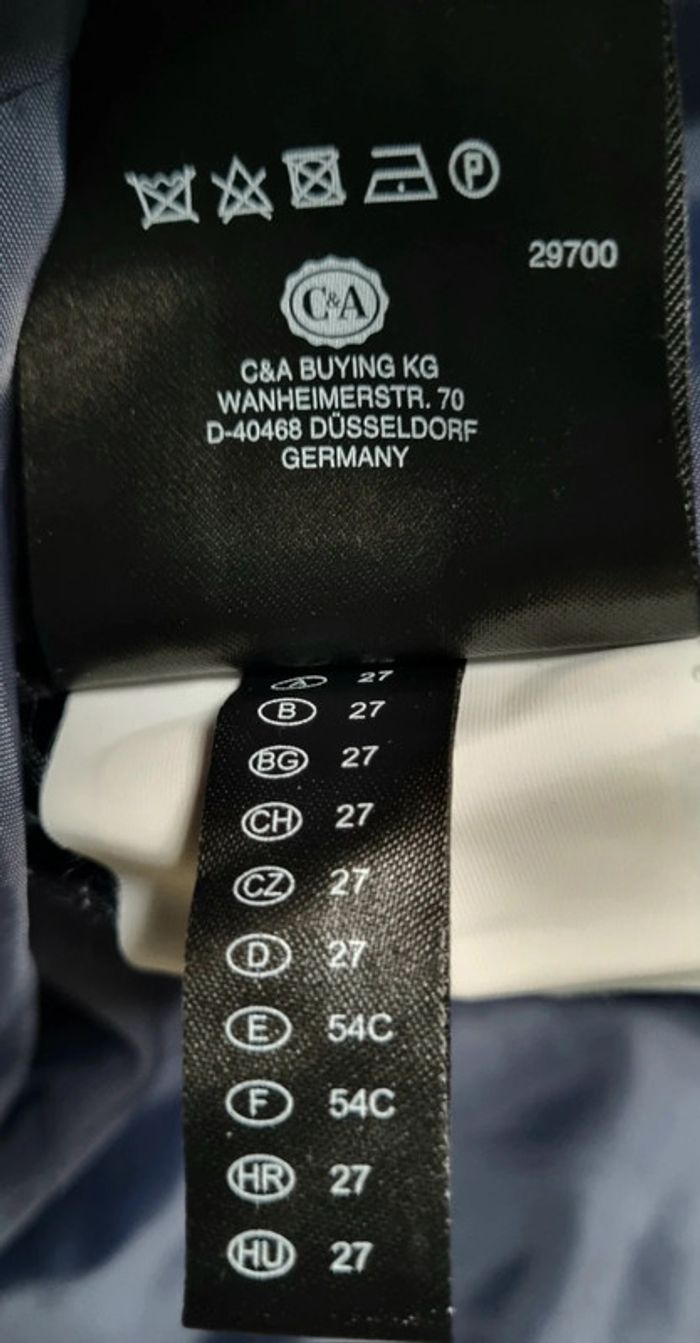 P
29700
C&A
C&A BUYING KG
WANHEIMERSTR. 70
D-40468 DÜSSELDORF
GERMANY
A 27
B 27
BG 27
CH 27
CZ 27
D 27
E 54C
F 54C
HR 27
HU 27